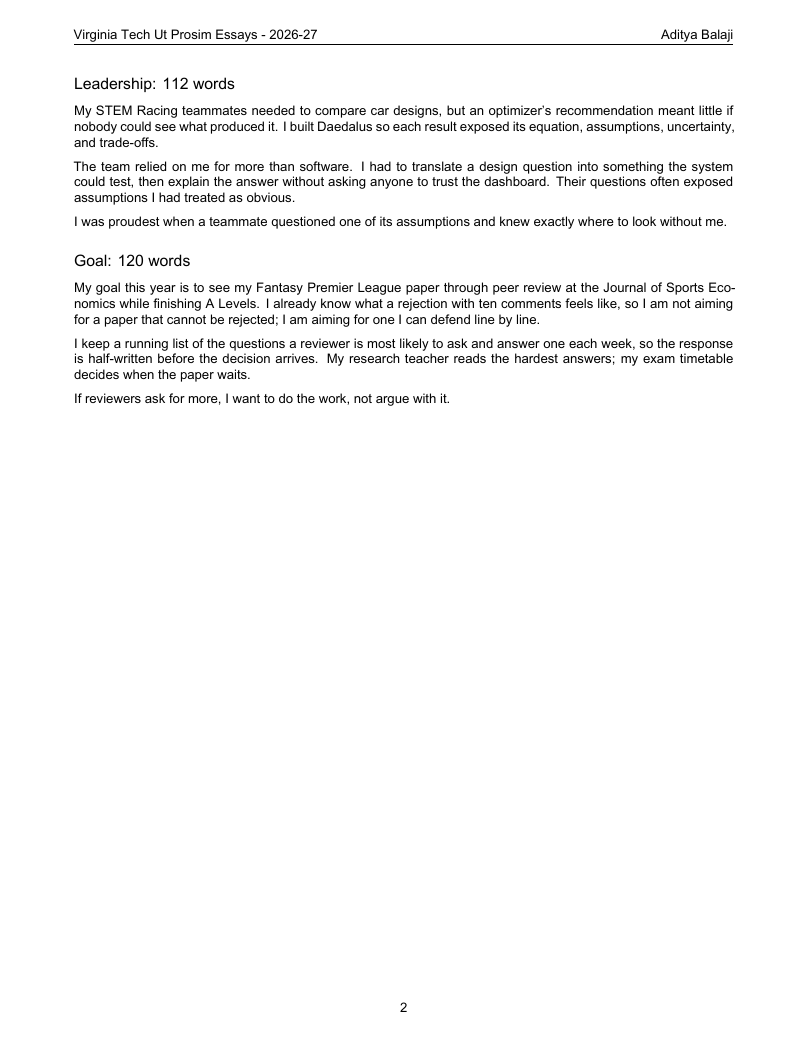 Virginia Tech Ut Prosim Essays - 2026-27 Aditya Balaji
Leadership: 112 words
My STEM Racing teammates needed to compare car designs, but an optimizer's recommendation meant little if
nobody could see what produced it. I built Daedalus so each result exposed its equation, assumptions, uncertainty,
and trade-offs.
The team relied on me for more than software. I had to translate a design question into something the system
could test, then explain the answer without asking anyone to trust the dashboard. Their questions often exposed
assumptions I had treated as obvious.
I was proudest when a teammate questioned one of its assumptions and knew exactly where to look without me.
Goal: 120 words
My goal this year is to see my Fantasy Premier League paper through peer review at the Journal of Sports Eco-
nomics while finishing A Levels. I already know what a rejection with ten comments feels like, so I am not aiming
for a paper that cannot be rejected; I am aiming for one I can defend line by line.
I keep a running list of the questions a reviewer is most likely to ask and answer one each week, so the response
is half-written before the decision arrives. My research teacher reads the hardest answers; my exam timetable
decides when the paper waits.
If reviewers ask for more, I want to do the work, not argue with it.
2